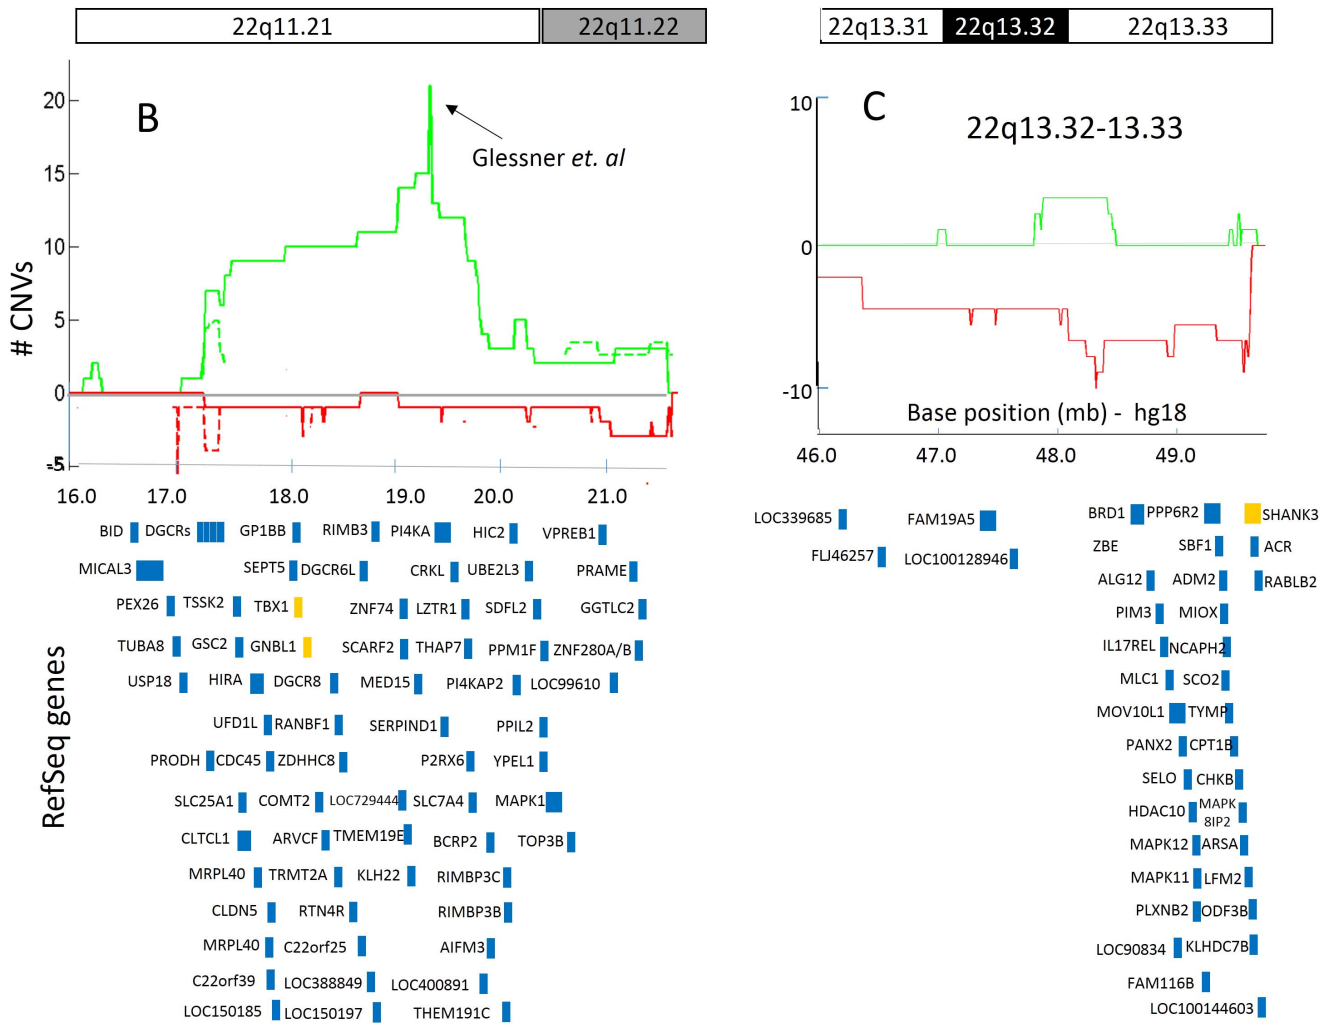 22q11.21 22q11.22
22q13.31 22q13.32 22q13.33
B
Glessner et. al
# CNVs
20
15
10
5
0
-5
16.0 17.0 18.0 19.0 20.0 21.0
C
22q13.32-13.33
10
0
-10
Base position (mb) - hg18
46.0 47.0 48.0 49.0
RefSeq genes
BID DGCRs GP1BB RIMB3 PI4KA HIC2 VPREB1
MICAL3 SEPT5 DGCR6L CRKL UBE2L3 PRAME
PEX26 TSSK2 TBX1 ZNF74 LZTR1 SDFL2 GGTLC2
TUBA8 GSC2 GNBL1 SCARF2 THAP7 PPM1F ZNF280A/B
USP18 HIRA DGCR8 MED15 PI4KAP2 LOC99610
UFD1L RANBF1 SERPIND1 PPIL2
PRODH CDC45 ZDHHC8 P2RX6 YPEL1
SLC25A1 COMT2 LOC729444 SLC7A4 MAPK1
CLTCL1 ARVCF TMEM19E BCRP2 TOP3B
MRPL40 TRMT2A KLH22 RIMBP3C
CLDN5 RTN4R RIMBP3B
MRPL40 C22orf25 AIFM3
C22orf39 LOC388849 LOC400891
LOC150185 LOC150197 THEM191C
LOC339685 FAM19A5 BRD1 PPP6R2 SHANK3
FLJ46257 LOC100128946 ZBE SBF1 ACR
ALG12 ADM2 RABLB2
PIM3 MIOX
IL17REL NCAPH2
MLC1 SCO2
MOV10L1 TYMP
PANX2 CPT1B
SELO CHKB
HDAC10 MAPK
8IP2
MAPK12 ARSA
MAPK11 LFM2
PLXNB2 ODF3B
LOC90834 KLHDC7B
FAM116B
LOC100144603